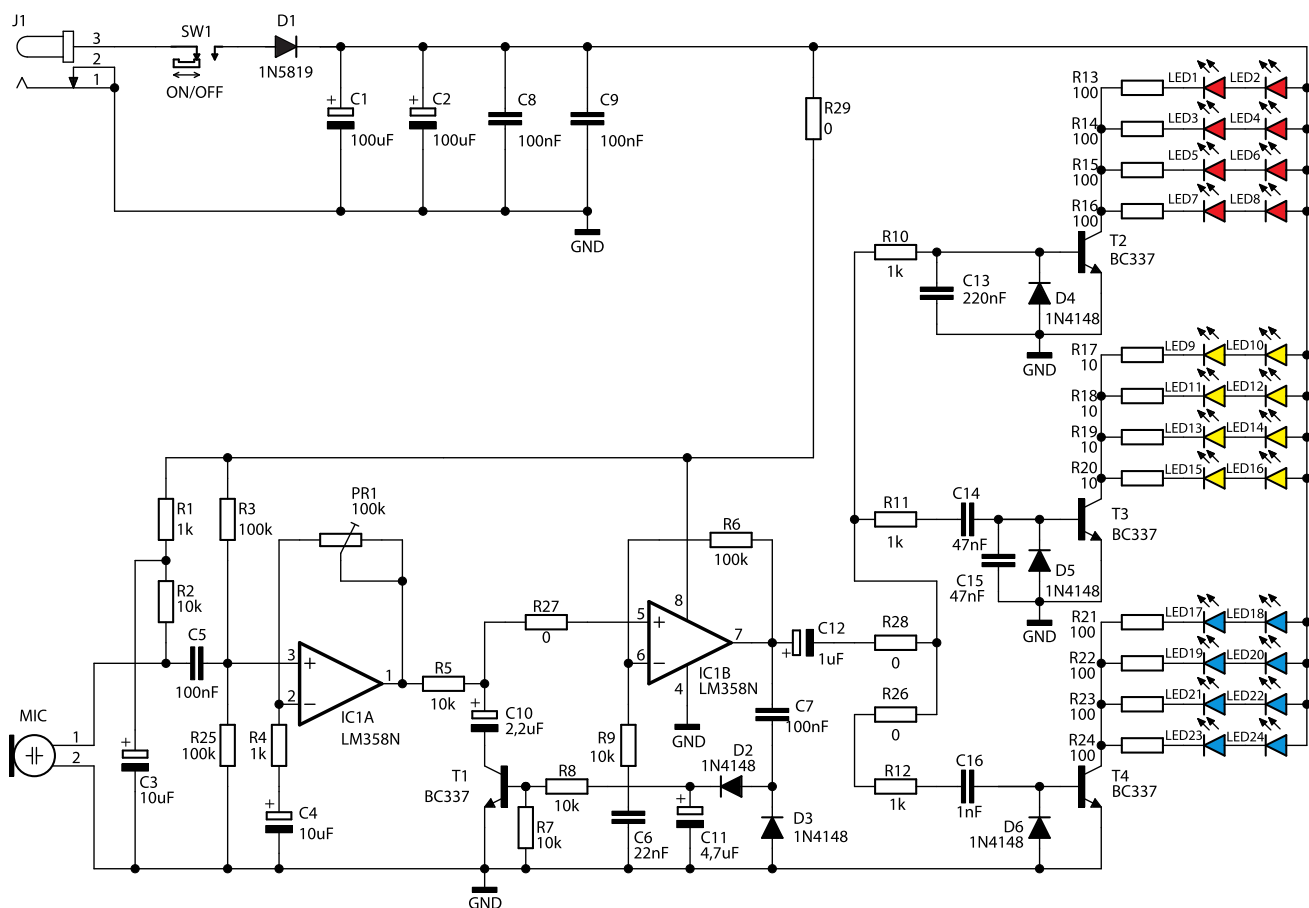 J1
3
2
1
SW1
ON/OFF
D1
1N5819
+
C1
100uF
+
C2
100uF
C8
100nF
C9
100nF
GND
R29
0
R13
100
LED1
LED2
R14
100
LED3
LED4
R15
100
LED5
LED6
R16
100
LED7
LED8
T2
BC337
R10
1k
C13
220nF
D4
1N4148
GND
R17
10
LED9
LED10
R18
10
LED11
LED12
R19
10
LED13
LED14
R20
10
LED15
LED16
T3
BC337
R11
1k
C14
47nF
C15
47nF
D5
1N4148
GND
R1
1k
R3
100k
PR1
100k
R2
10k
C5
100nF
R27
0
R6
100k
5
+
8
7
6
−
4
IC1B
LM358N
GND
+
C12
1uF
R28
0
R26
0
R21
100
LED17
LED18
R22
100
LED19
LED20
R23
100
LED21
LED22
R24
100
LED23
LED24
3
+
1
2
−
IC1A
LM358N
R5
10k
+
C10
2,2uF
C7
100nF
MIC
1
2
R25
100k
R4
1k
R9
10k
D2
1N4148
R12
1k
C16
1nF
T4
BC337
+
C3
10uF
+
C4
10uF
T1
BC337
R8
10k
R7
10k
C6
22nF
+
C11
4,7uF
D3
1N4148
D6
1N4148
GND